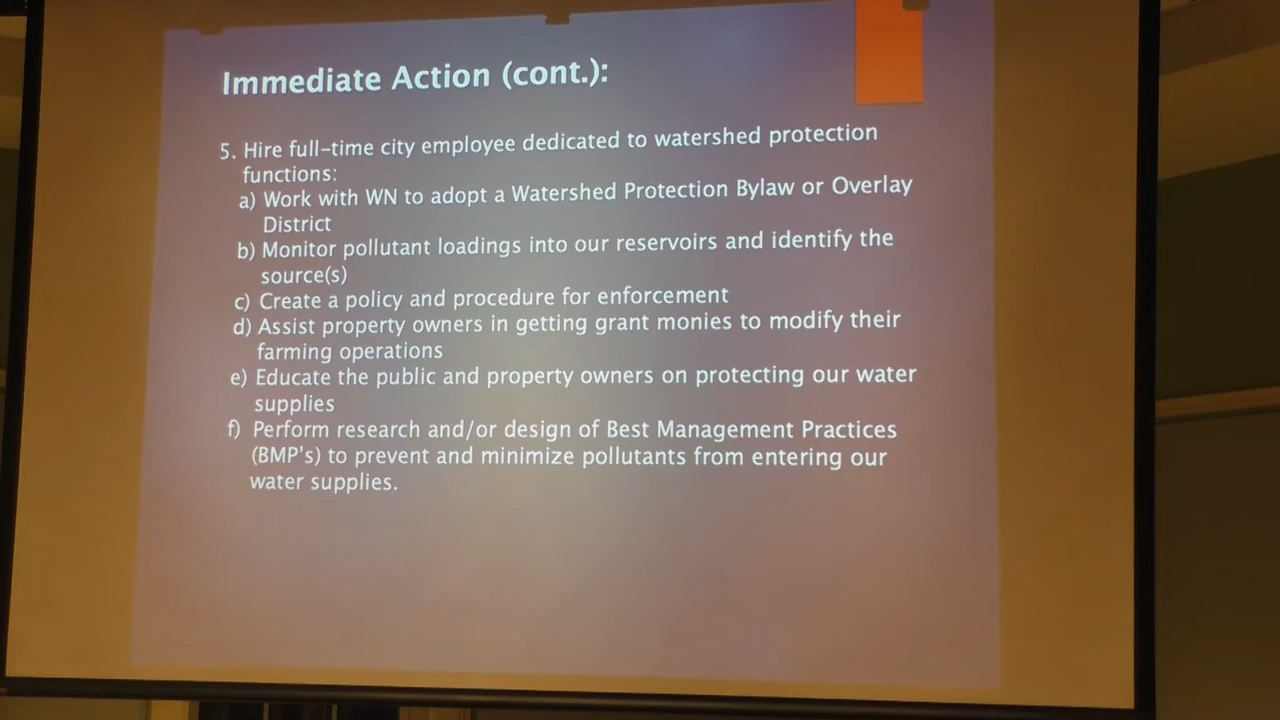 Immediate Action (cont.):
5. Hire full-time city employee dedicated to watershed protection
functions:
a) Work with WN to adopt a Watershed Protection Bylaw or Overlay
District
b) Monitor pollutant loadings into our reservoirs and identify the
source(s)
c) Create a policy and procedure for enforcement
d) Assist property owners in getting grant monies to modify their
farming operations
e) Educate the public and property owners on protecting our water
supplies
f) Perform research and/or design of Best Management Practices
(BMP's) to prevent and minimize pollutants from entering our
water supplies.